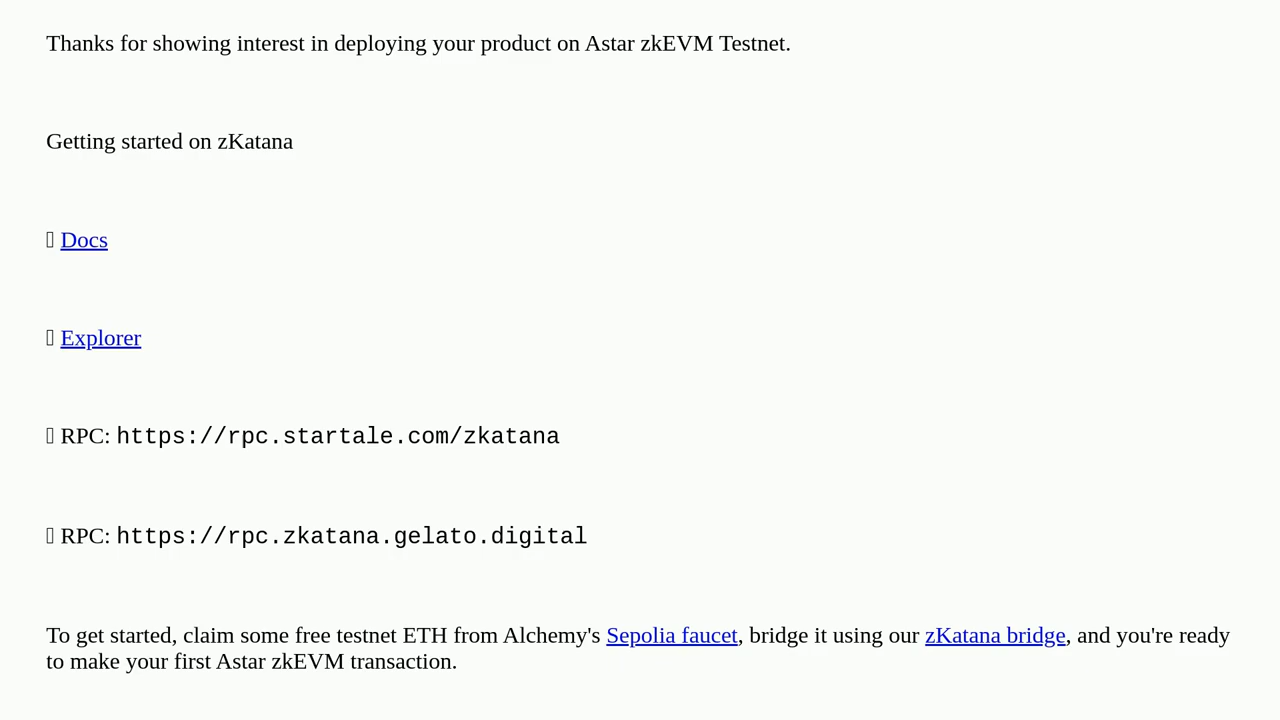 Thanks for showing interest in deploying your product on Astar zkEVM Testnet.
Getting started on zKatana
Docs
Explorer
RPC: https://rpc.startale.com/zkatana
RPC: https://rpc.zkatana.gelato.digital
To get started, claim some free testnet ETH from Alchemy's Sepolia faucet, bridge it using our zKatana bridge, and you're ready
to make your first Astar zkEVM transaction.